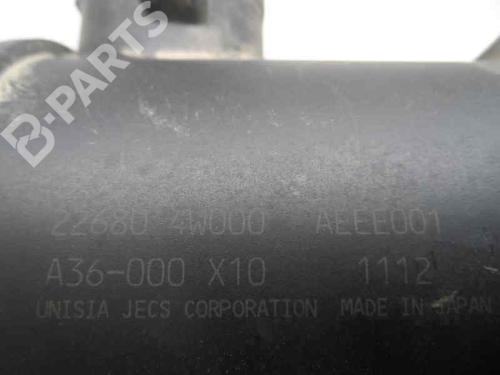 B-PARTS
22680 4W000 AEEE001
A36-000 X10 1112
UNISIA JECS CORPORATION MADE IN JAPAN